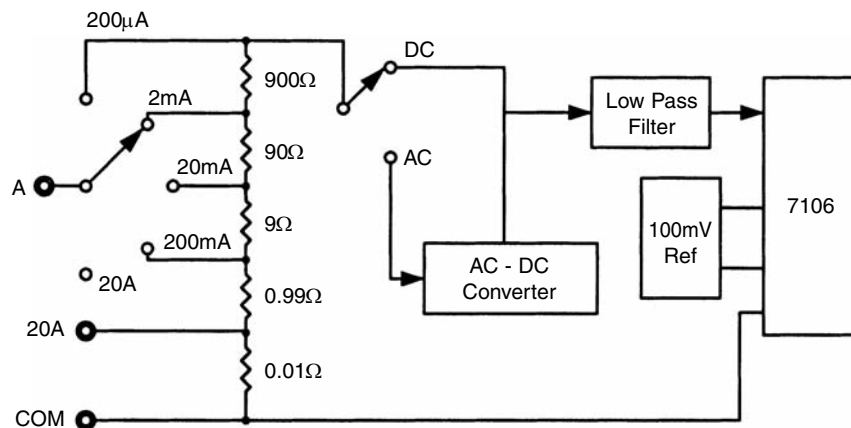 200µA
DC
900Ω
2mA
Low Pass
Filter
90Ω
AC
20mA
A
7106
9Ω
100mV
Ref
200mA
AC - DC
Converter
20A
0.99Ω
20A
0.01Ω
COM